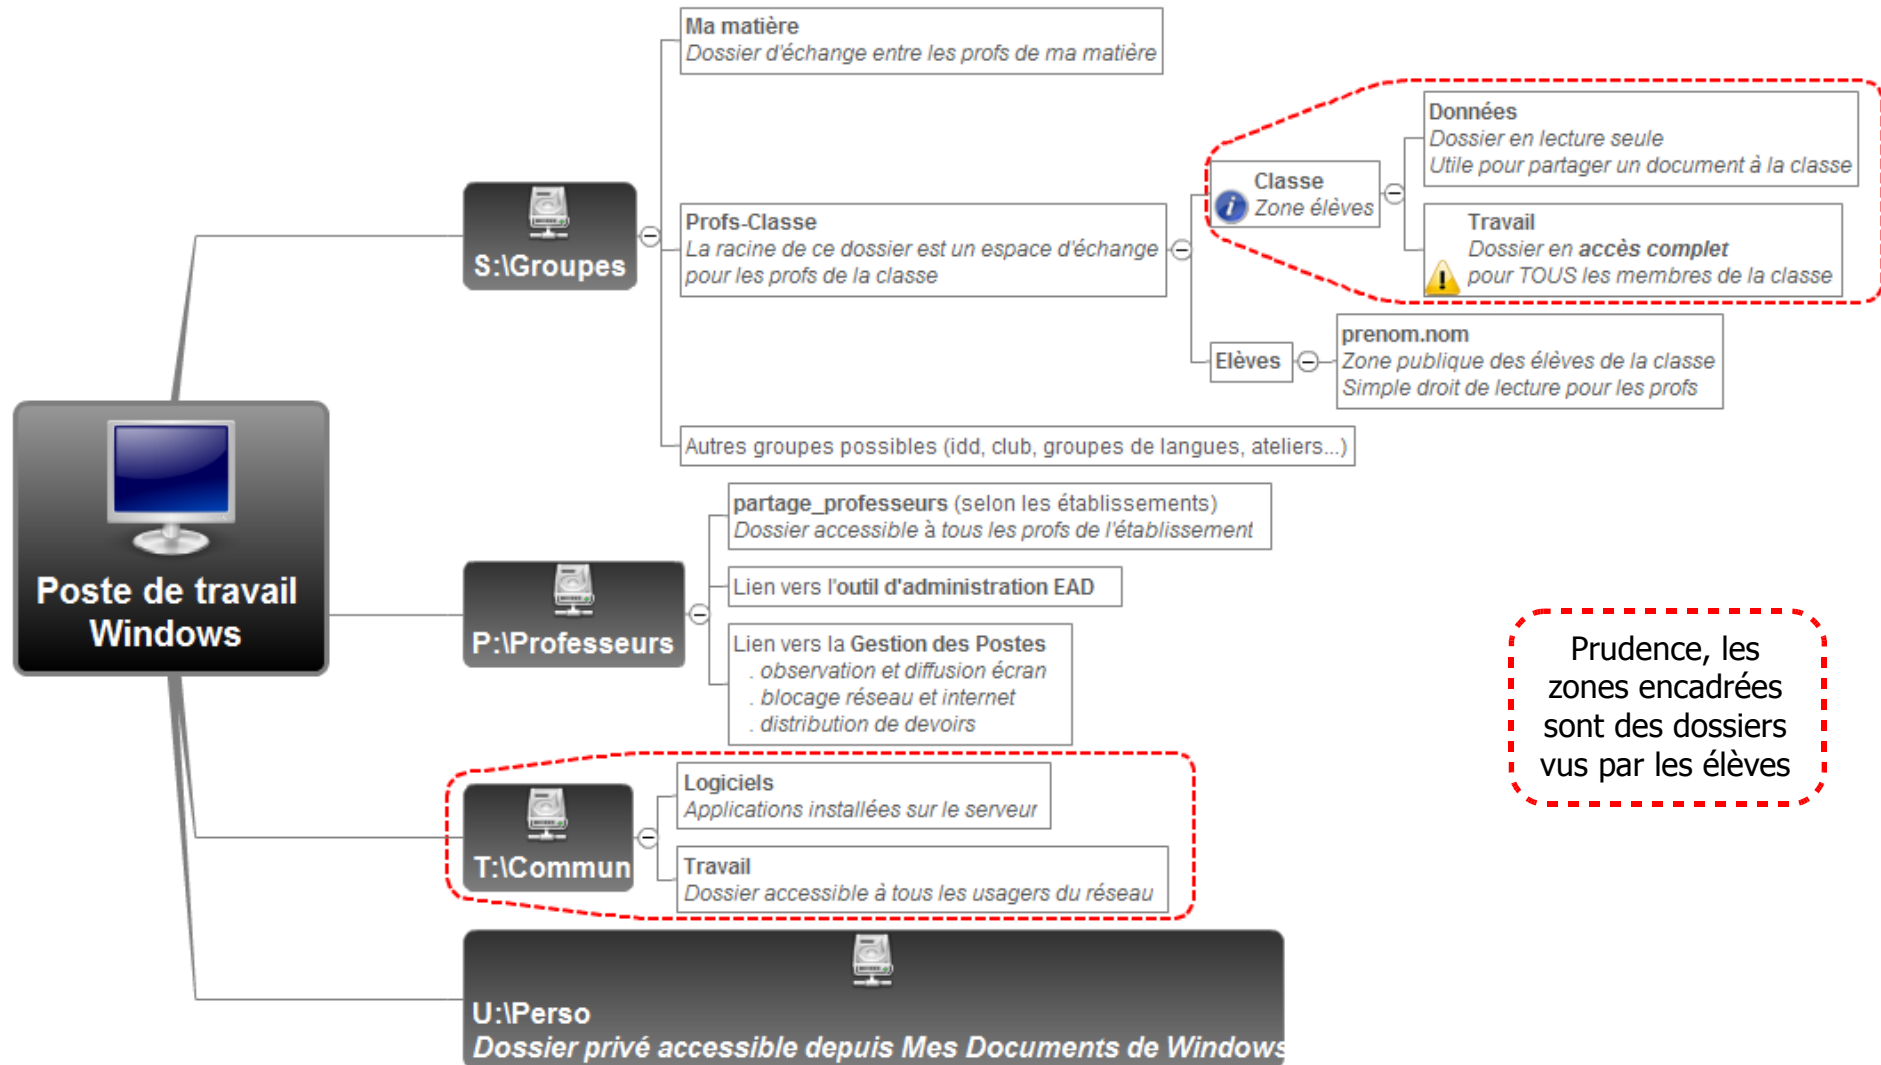 Ma matière
Dossier d'échange entre les profs de ma matière
Données
Dossier en lecture seule
Utile pour partager un document à la classe
Classe
Zone élèves
S:\Groupes
Profs-Classe
La racine de ce dossier est un espace d'échange
pour les profs de la classe
Travail
Dossier en accès complet
pour TOUS les membres de la classe
Elèves
prenom.nom
Zone publique des élèves de la classe
Simple droit de lecture pour les profs
Autres groupes possibles (idd, club, groupes de langues, ateliers...)
Poste de travail
Windows
P:\Professeurs
partage_professeurs (selon les établissements)
Dossier accessible à tous les profs de l'établissement
Lien vers l'outil d'administration EAD
Lien vers la Gestion des Postes
. observation et diffusion écran
. blocage réseau et internet
. distribution de devoirs
Prudence, les
zones encadrées
sont des dossiers
vus par les élèves
T:\Commun
Logiciels
Applications installées sur le serveur
Travail
Dossier accessible à tous les usagers du réseau
U:\Perso
Dossier privé accessible depuis Mes Documents de Windows